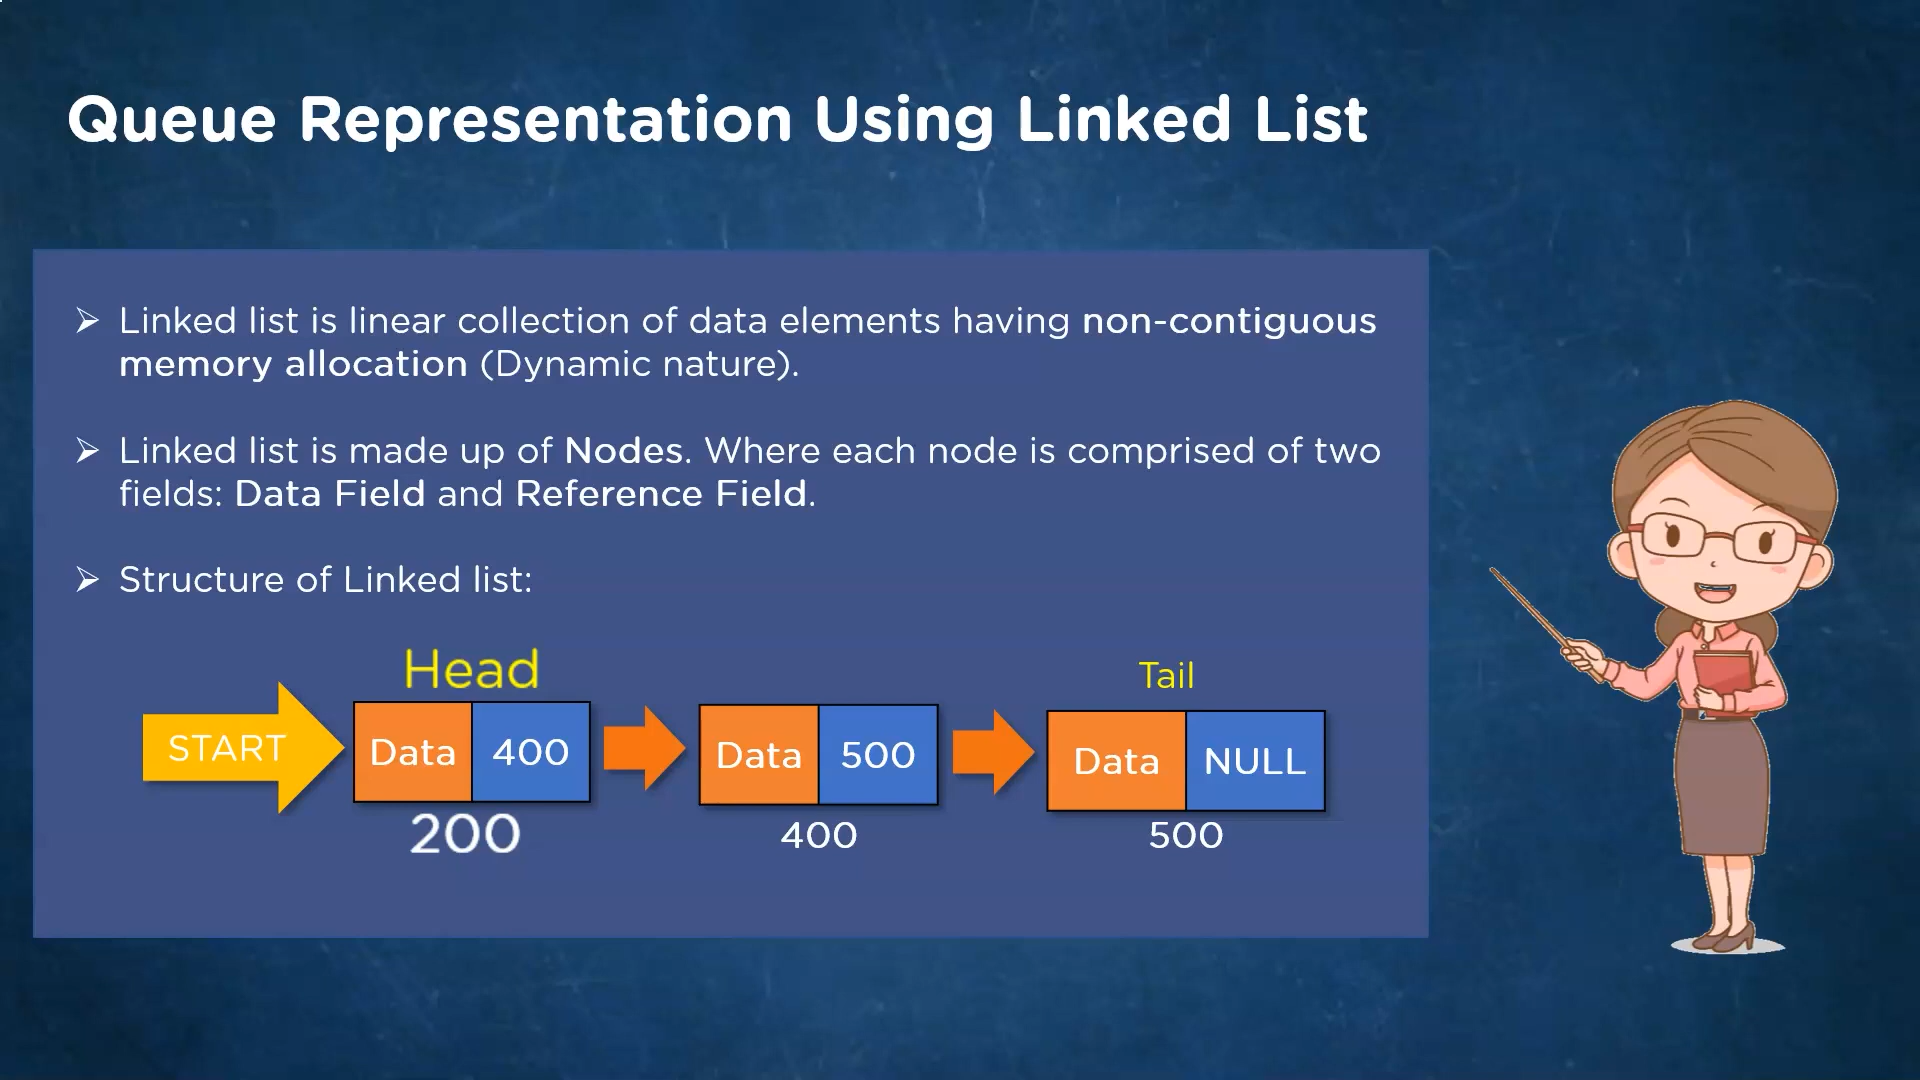 Queue Representation Using Linked List
➢ Linked list is linear collection of data elements having non-contiguous
memory allocation (Dynamic nature).
➢ Linked list is made up of Nodes. Where each node is comprised of two
fields: Data Field and Reference Field.
➢ Structure of Linked list:
Head Tail
START Data 400 Data 500 Data NULL
200 400 500